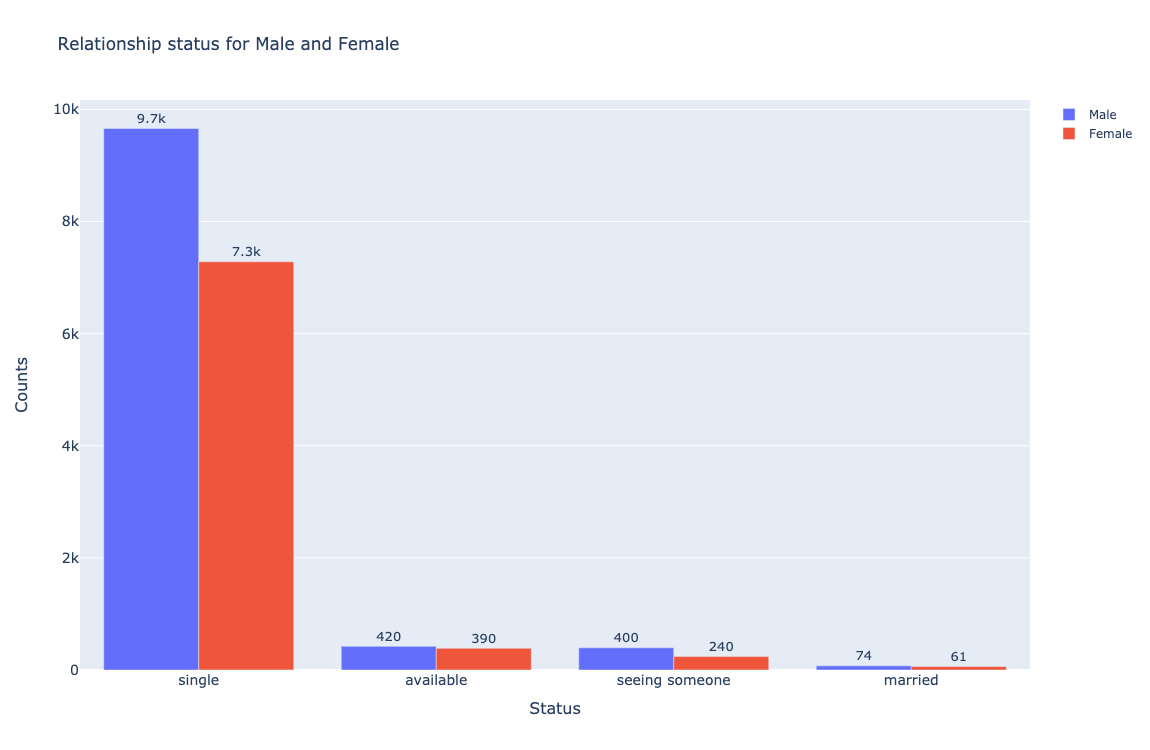 Relationship status for Male and Female
10k
8k
6k
4k
2k
0
Counts
9.7k
7.3k
420
390
400
240
74
61
single
available
seeing someone
married
Status
Male
Female